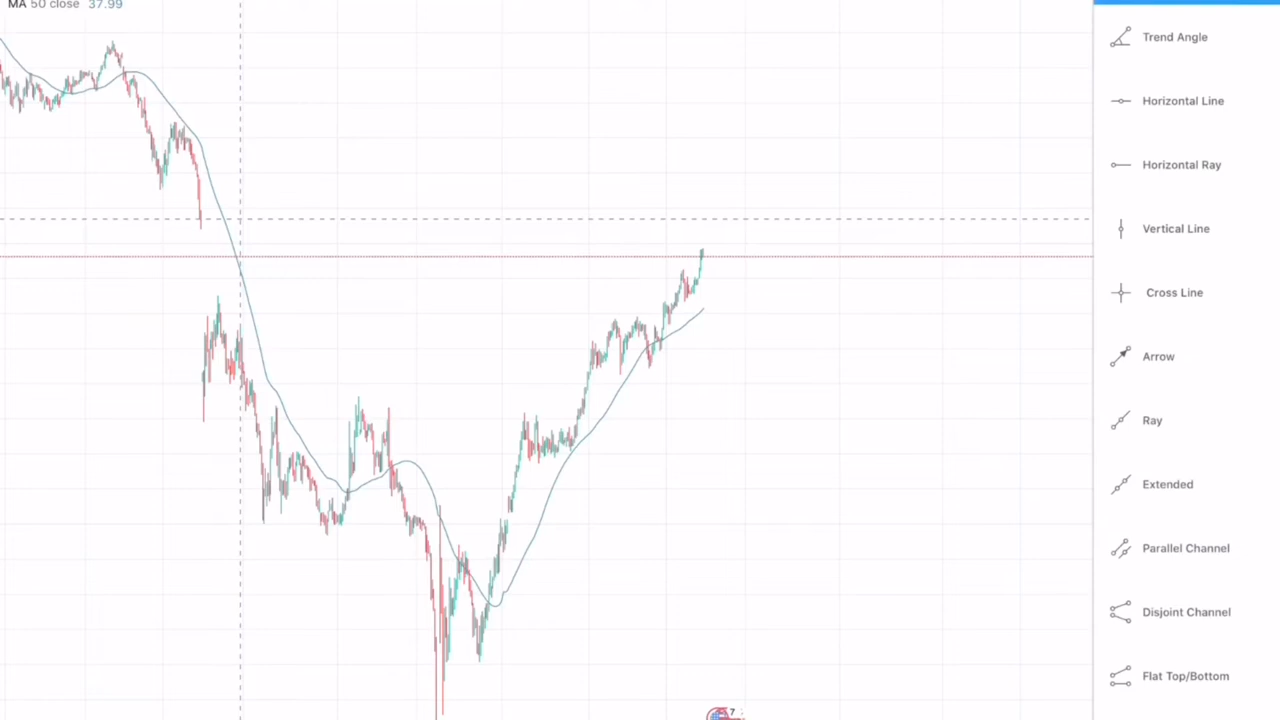 MA 50 close 37.99
Trend Angle
Horizontal Line
Horizontal Ray
Vertical Line
Cross Line
Arrow
Ray
Extended
Parallel Channel
Disjoint Channel
Flat Top/Bottom
7